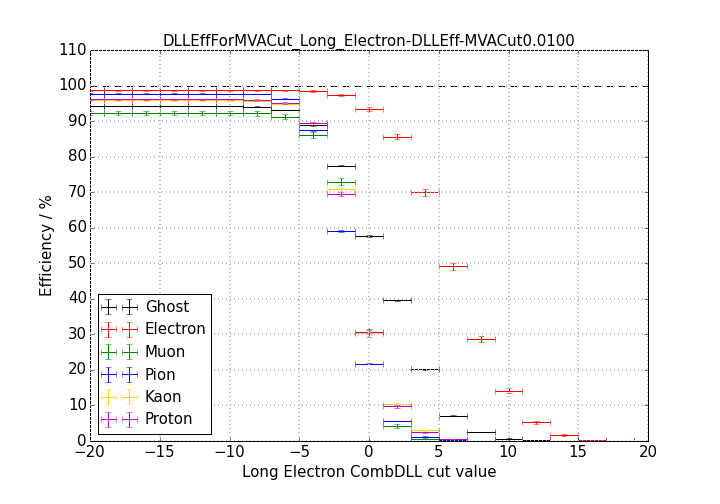 DLLEffForMVACut_Long_Electron-DLLEff-MVACut0.0100
110
100
90
80
70
60
50
40
30
20
10
0
Efficiency / %
Ghost
Electron
Muon
Pion
Kaon
Proton
−20 −15 −10 −5 0 5 10 15 20
Long Electron CombDLL cut value